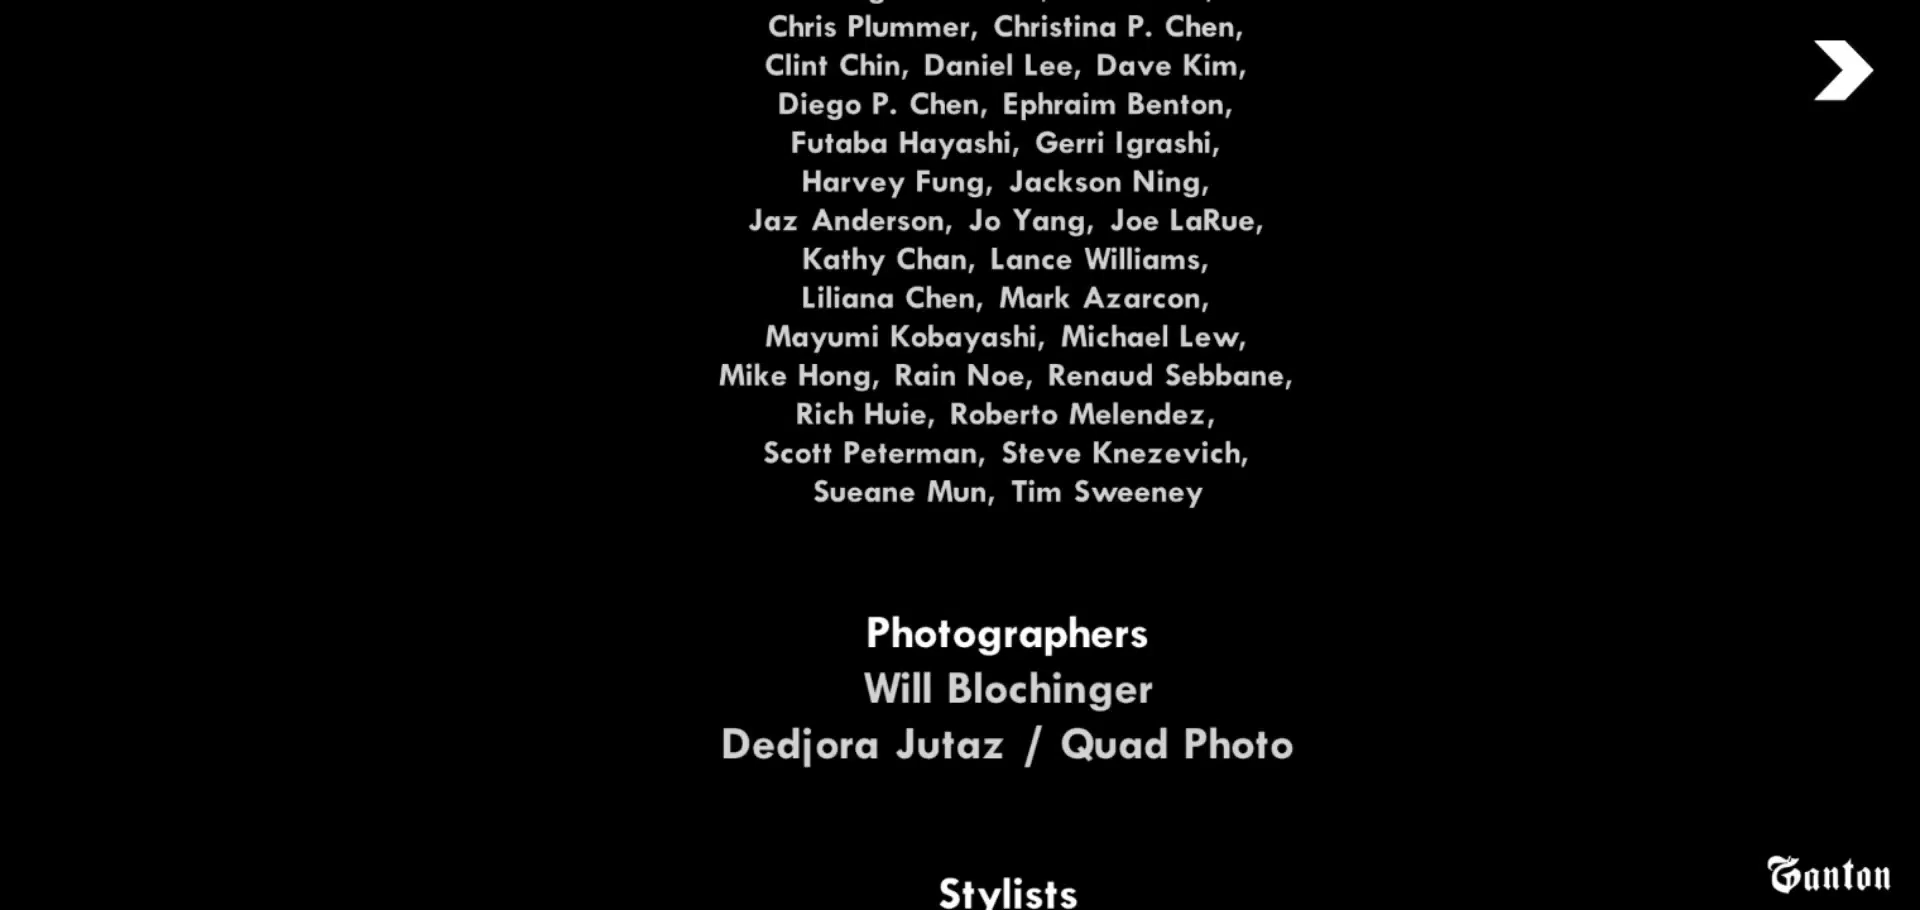 Chris Plummer, Christina P. Chen,
Clint Chin, Daniel Lee, Dave Kim,
Diego P. Chen, Ephraim Benton,
Futaba Hayashi, Gerri Igrashi,
Harvey Fung, Jackson Ning,
Jaz Anderson, Jo Yang, Joe LaRue,
Kathy Chan, Lance Williams,
Liliana Chen, Mark Azarcon,
Mayumi Kobayashi, Michael Lew,
Mike Hong, Rain Noe, Renaud Sebbane,
Rich Huie, Roberto Melendez,
Scott Peterman, Steve Knezevich,
Sueane Mun, Tim Sweeney
Photographers
Will Blochinger
Dedjora Jutaz / Quad Photo
Stylists
Ganton